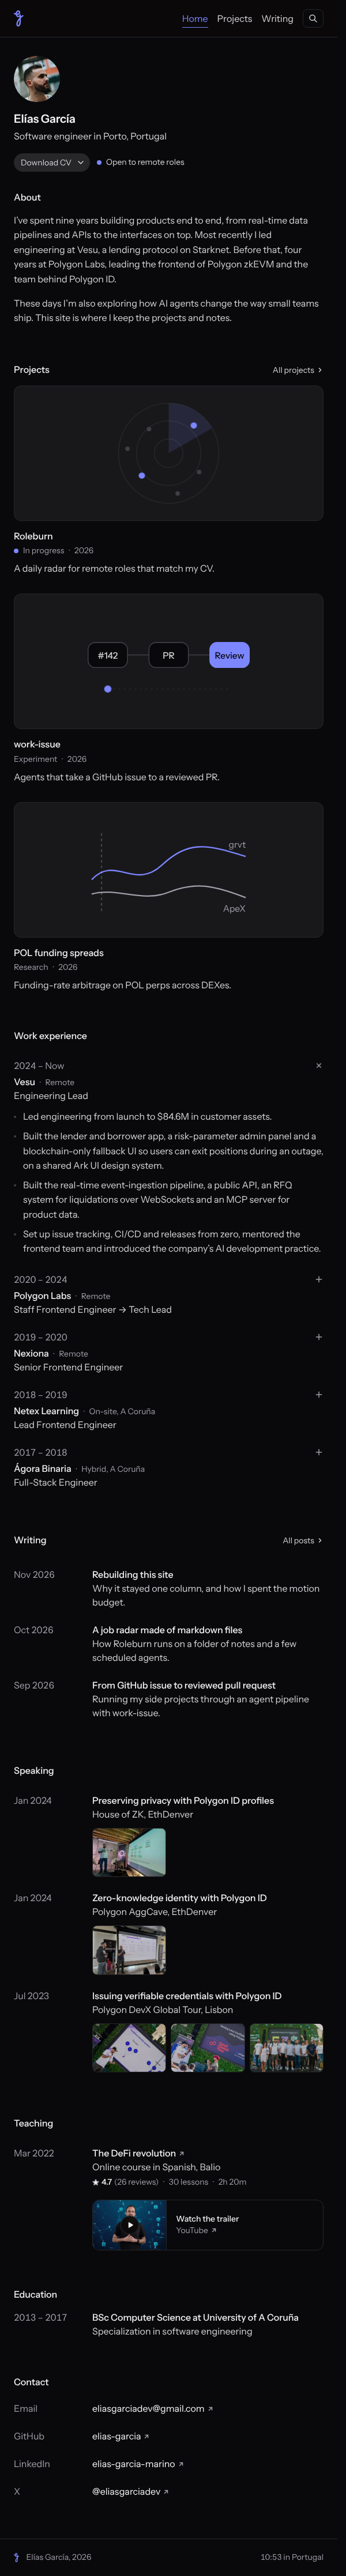 Home Projects Writing
Elías García
Software engineer in Porto, Portugal
Download CV
Open to remote roles
About
I've spent nine years building products end to end, from real-time data
pipelines and APIs to the interfaces on top. Most recently I led
engineering at Vesu, a lending protocol on Starknet. Before that, four
years at Polygon Labs, leading the frontend of Polygon zkEVM and the
team behind Polygon ID.
These days I'm also exploring how AI agents change the way small teams
ship. This site is where I keep the projects and notes.
Projects
All projects
Roleburn
In progress · 2026
A daily radar for remote roles that match my CV.
#142
PR
Review
work-issue
Experiment · 2026
Agents that take a GitHub issue to a reviewed PR.
grvt
ApeX
POL funding spreads
Research · 2026
Funding-rate arbitrage on POL perps across DEXes.
Work experience
2024 – Now
Vesu · Remote
Engineering Lead
Led engineering from launch to $84.6M in customer assets.
Built the lender and borrower app, a risk-parameter admin panel and a
blockchain-only fallback UI so users can exit positions during an outage,
on a shared Ark UI design system.
Built the real-time event-ingestion pipeline, a public API, an RFQ
system for liquidations over WebSockets and an MCP server for
product data.
Set up issue tracking, CI/CD and releases from zero, mentored the
frontend team and introduced the company's AI development practice.
2020 – 2024
Polygon Labs · Remote
Staff Frontend Engineer → Tech Lead
2019 – 2020
Nexiona · Remote
Senior Frontend Engineer
2018 – 2019
Netex Learning · On-site, A Coruña
Lead Frontend Engineer
2017 – 2018
Ágora Binaria · Hybrid, A Coruña
Full-Stack Engineer
Writing
All posts
Nov 2026
Rebuilding this site
Why it stayed one column, and how I spent the motion
budget.
Oct 2026
A job radar made of markdown files
How Roleburn runs on a folder of notes and a few
scheduled agents.
Sep 2026
From GitHub issue to reviewed pull request
Running my side projects through an agent pipeline
with work-issue.
Speaking
Jan 2024
Preserving privacy with Polygon ID profiles
House of ZK, EthDenver
Jan 2024
Zero-knowledge identity with Polygon ID
Polygon AggCave, EthDenver
Jul 2023
Issuing verifiable credentials with Polygon ID
Polygon DevX Global Tour, Lisbon
Teaching
Mar 2022
The DeFi revolution ↗
Online course in Spanish, Balio
★ 4.7 (26 reviews) · 30 lessons · 2h 20m
Watch the trailer
YouTube ↗
Education
2013 – 2017
BSc Computer Science at University of A Coruña
Specialization in software engineering
Contact
Email
eliasgarciadev@gmail.com ↗
GitHub
elias-garcia ↗
LinkedIn
elias-garcia-marino ↗
X
@eliasgarciadev ↗
Elías García, 2026
10:53 in Portugal